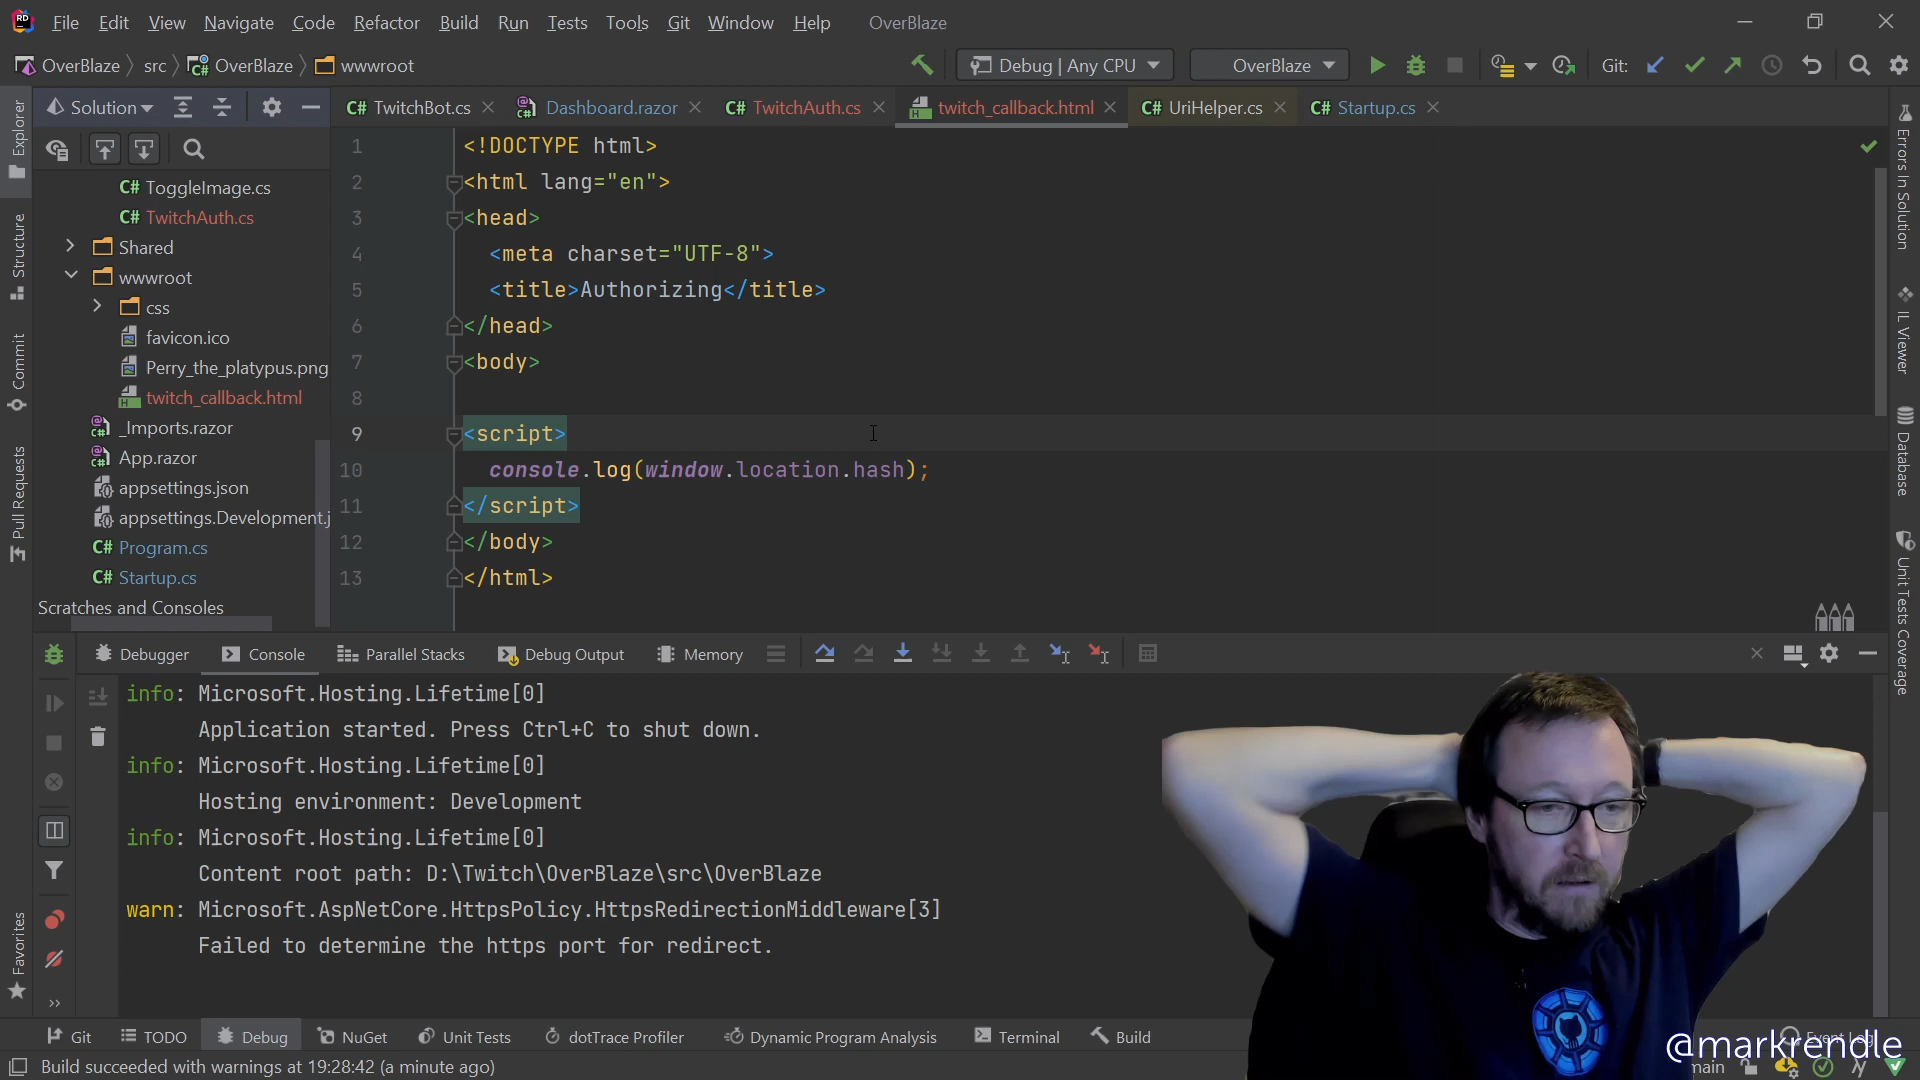 File Edit View Navigate Code Refactor Build Run Tests Tools Git Window Help OverBlaze
OverBlaze src OverBlaze wwwroot Debug | Any CPU OverBlaze Git:
Explorer
Structure
Commit
Pull Requests
Favorites
Solution
ToggleImage.cs
TwitchAuth.cs
Shared
wwwroot
css
favicon.ico
Perry_the_platypus.png
twitch_callback.html
_Imports.razor
App.razor
appsettings.json
appsettings.Development.j
C# Program.cs
C# Startup.cs
Scratches and Consoles
C# TwitchBot.cs Dashboard.razor C# TwitchAuth.cs twitch_callback.html C# UriHelper.cs C# Startup.cs
1 <!DOCTYPE html>
2 <html lang="en">
3 <head>
4 <meta charset="UTF-8">
5 <title>Authorizing</title>
6 </head>
7 <body>
8
9 <script>
10 console.log(window.location.hash);
11 </script>
12 </body>
13 </html>
Errors In Solution
IL Viewer
Database
Unit Tests Coverage
Debugger Console Parallel Stacks Debug Output Memory
info: Microsoft.Hosting.Lifetime[0]
Application started. Press Ctrl+C to shut down.
info: Microsoft.Hosting.Lifetime[0]
Hosting environment: Development
info: Microsoft.Hosting.Lifetime[0]
Content root path: D:\Twitch\OverBlaze\src\OverBlaze
warn: Microsoft.AspNetCore.HttpsPolicy.HttpsRedirectionMiddleware[3]
Failed to determine the https port for redirect.
Git TODO Debug NuGet Unit Tests dotTrace Profiler Dynamic Program Analysis Terminal Build
@markrendle
Build succeeded with warnings at 19:28:42 (a minute ago)